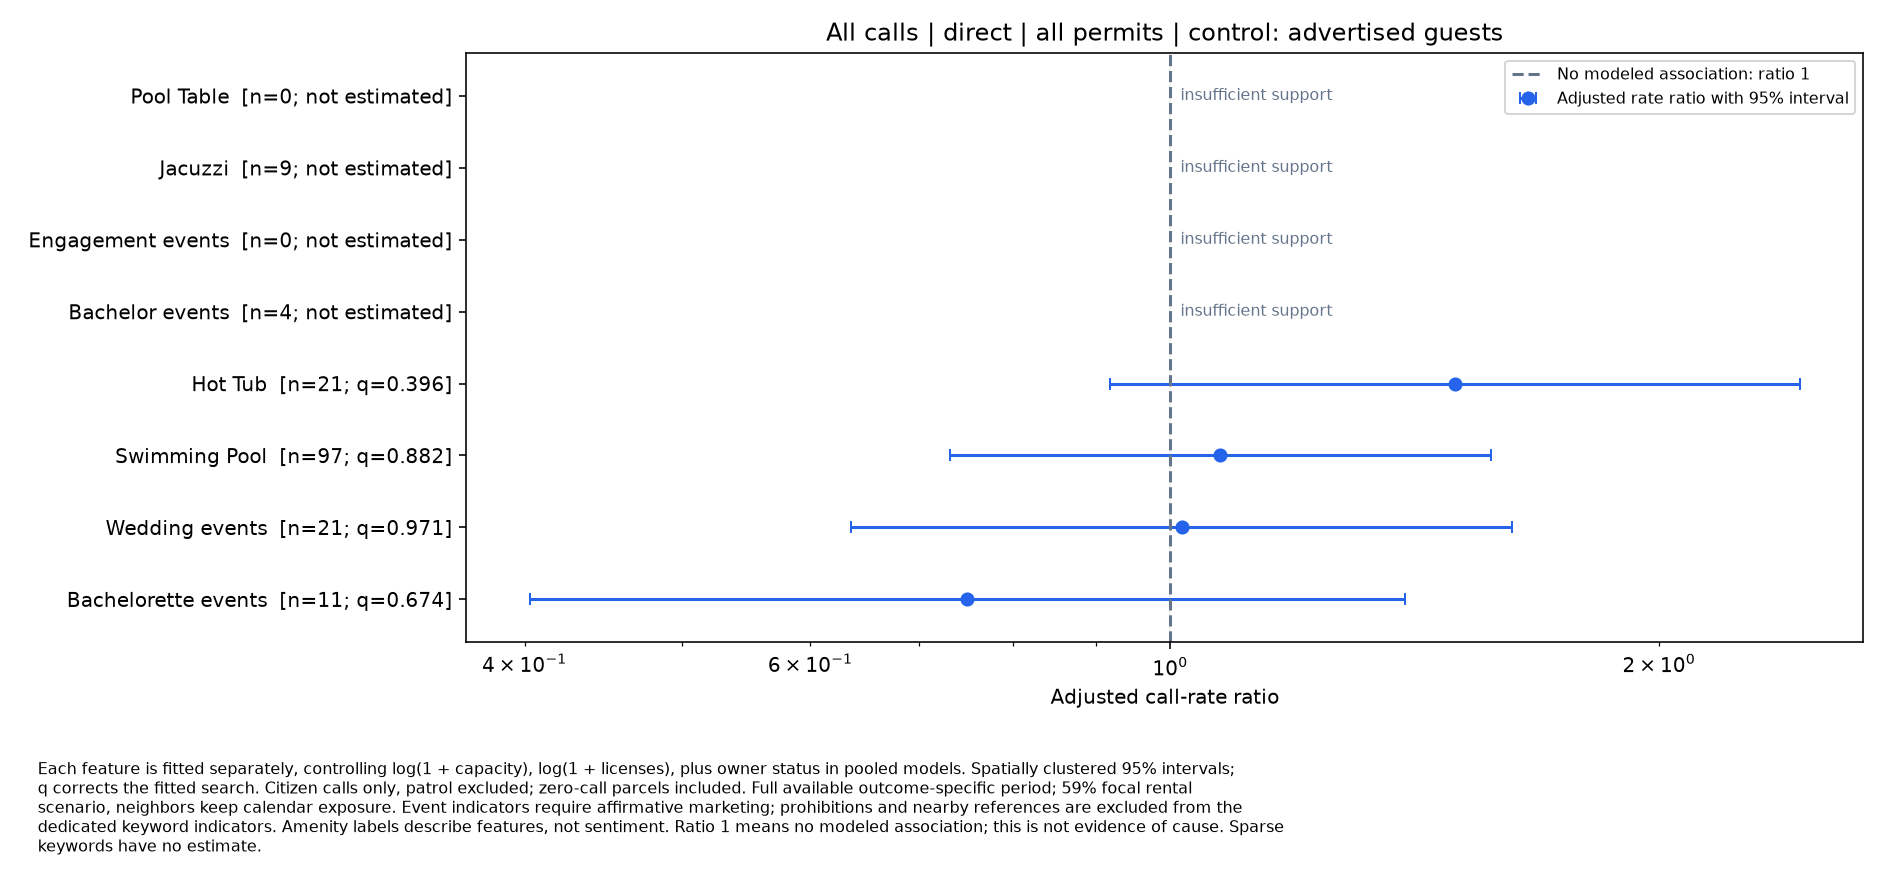 All calls | direct | all permits | control: advertised guests
No modeled association: ratio 1
Adjusted rate ratio with 95% interval
Pool Table [n=0; not estimated]
insufficient support
Jacuzzi [n=9; not estimated]
insufficient support
Engagement events [n=0; not estimated]
insufficient support
Bachelor events [n=4; not estimated]
insufficient support
Hot Tub [n=21; q=0.396]
Swimming Pool [n=97; q=0.882]
Wedding events [n=21; q=0.971]
Bachelorette events [n=11; q=0.674]
4 × 10⁻¹ 6 × 10⁻¹ 10⁰ 2 × 10⁰
Adjusted call-rate ratio
Each feature is fitted separately, controlling log(1 + capacity), log(1 + licenses), plus owner status in pooled models. Spatially clustered 95% intervals;
q corrects the fitted search. Citizen calls only, patrol excluded; zero-call parcels included. Full available outcome-specific period; 59% focal rental
scenario, neighbors keep calendar exposure. Event indicators require affirmative marketing; prohibitions and nearby references are excluded from the
dedicated keyword indicators. Amenity labels describe features, not sentiment. Ratio 1 means no modeled association; this is not evidence of cause. Sparse
keywords have no estimate.